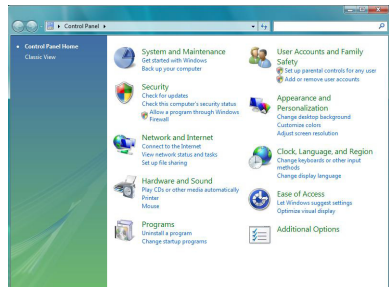 Control Panel
Control Panel Home
Classic View
System and Maintenance
Get started with Windows
Back up your computer
Security
Check for updates
Check this computer's security status
Allow a program through Windows
Firewall
Network and Internet
Connect to the Internet
View network status and tasks
Set up file sharing
Hardware and Sound
Play CDs or other media automatically
Printer
Mouse
Programs
Uninstall a program
Change startup programs
User Accounts and Family
Safety
Set up parental controls for any user
Add or remove user accounts
Appearance and
Personalization
Change desktop background
Customize colors
Adjust screen resolution
Clock, Language, and Region
Change keyboards or other input
methods
Change display language
Ease of Access
Let Windows suggest settings
Optimize visual display
Additional Options